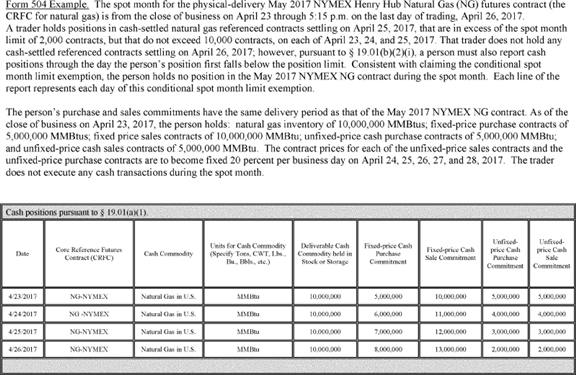 Form 504 Example. The spot month for the physical-delivery May 2017 NYMEX Henry Hub Natural Gas (NG) futures contract (the
CRFC for natural gas) is from the close of business on April 23 through 5:15 p.m. on the last day of trading, April 26, 2017.
A trader holds positions in cash-settled natural gas referenced contracts settling on April 25, 2017, that are in excess of the spot month
limit of 2,000 contracts, but that do not exceed 10,000 contracts, on each of April 23, 24, and 25, 2017. That trader does not hold any
cash-settled referenced contracts settling on April 26, 2017; however, pursuant to § 19.01(b)(2)(i), a person must also report cash
positions through the day the person's position first falls below the position limit. Consistent with claiming the conditional spot
month limit exemption, the person holds no position in the May 2017 NYMEX NG contract during the spot month. Each line of the
report represents each day of this conditional spot month limit exemption.
The person's purchase and sales commitments have the same delivery period as that of the May 2017 NYMEX NG contract. As of the
close of business on April 23, 2017, the person holds: natural gas inventory of 10,000,000 MMBtus; fixed-price purchase contracts of
5,000,000 MMBtus; fixed price sales contracts of 10,000,000 MMBtu; unfixed-price cash purchase contracts of 5,000,000 MMBtu;
and unfixed-price cash sales contracts of 5,000,000 MMBtu. The contract prices for each of the unfixed-price sales contracts and the
unfixed-price purchase contracts are to become fixed 20 percent per business day on April 24, 25, 26, 27, and 28, 2017. The trader
does not execute any cash transactions during the spot month.
Cash positions pursuant to § 19.01(a)(1).
Date Core Reference Futures Contract (CRFC) Cash Commodity Units for Cash Commodity (Specify Tons, CWT, Lbs., Bu., Bbls., etc.) Deliverable Cash Commodity held in Stock or Storage Fixed-price Cash Purchase Commitment Fixed-price Cash Sale Commitment Unfixed-price Cash Purchase Commitment Unfixed-price Cash Sale Commitment
4/23/2017 NG-NYMEX Natural Gas in U.S. MMBtu 10,000,000 5,000,000 10,000,000 5,000,000 5,000,000
4/24/2017 NG -NYMEX Natural Gas in U.S. MMBtu 10,000,000 6,000,000 11,000,000 4,000,000 4,000,000
4/25/2017 NG-NYMEX Natural Gas in U.S. MMBtu 10,000,000 7,000,000 12,000,000 3,000,000 3,000,000
4/26/2017 NG-NYMEX Natural Gas in U.S. MMBtu 10,000,000 8,000,000 13,000,000 2,000,000 2,000,000